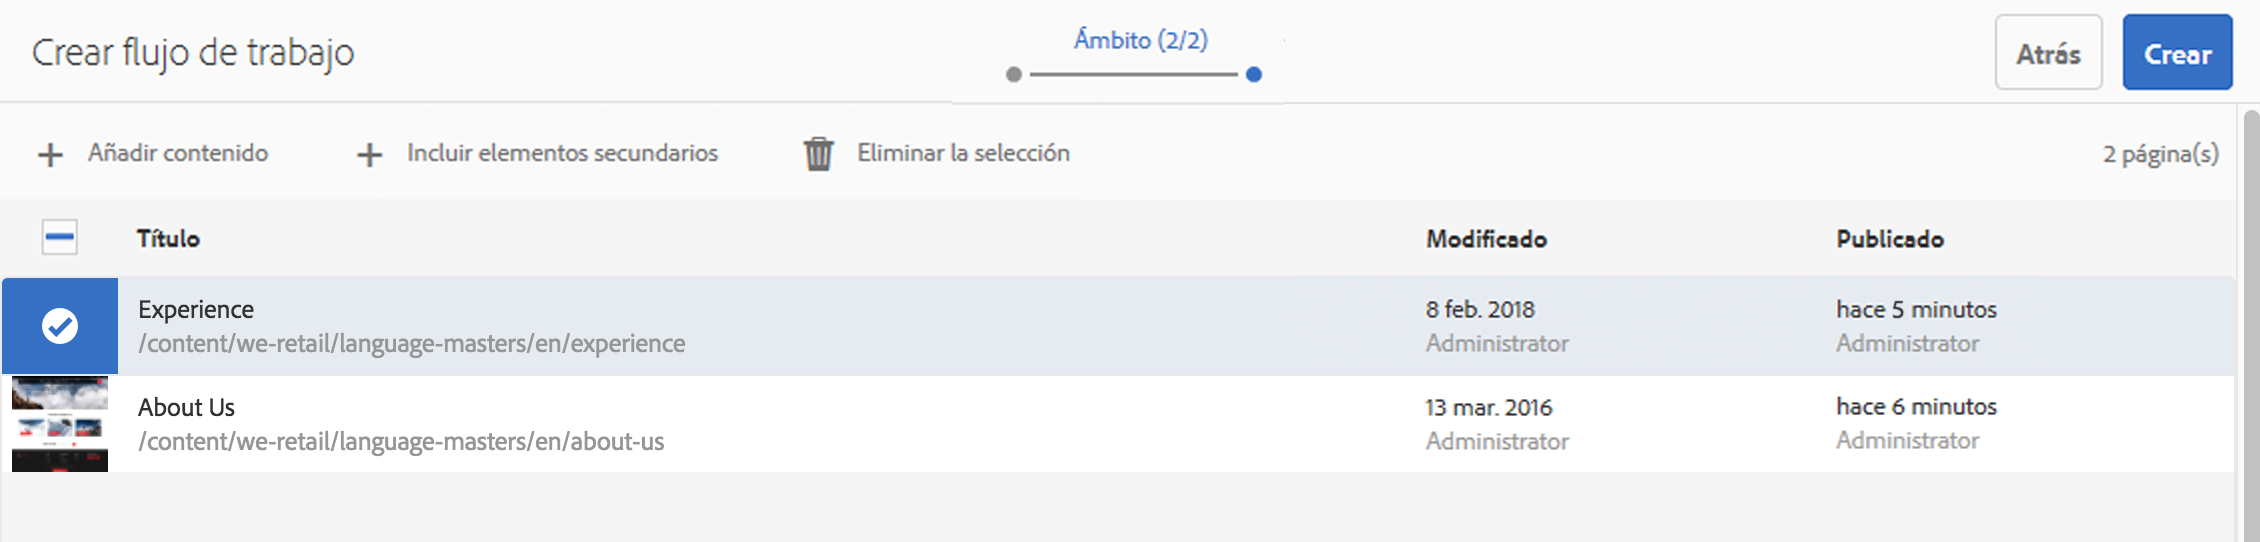 Crear flujo de trabajo
Ámbito (2/2)
Atrás
Crear
Añadir contenido
Incluir elementos secundarios
Eliminar la selección
2 página(s)
Título
Modificado
Publicado
Experience
8 feb. 2018
hace 5 minutos
/content/we-retail/language-masters/en/experience
Administrator
Administrator
About Us
13 mar. 2016
hace 6 minutos
/content/we-retail/language-masters/en/about-us
Administrator
Administrator